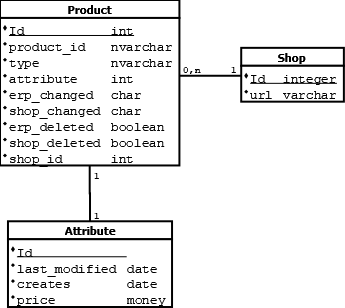 Product
Id int
product_id nvarchar
type nvarchar
attribute int
erp_changed char
shop_changed char
erp_deleted boolean
shop_deleted boolean
shop_id int
0,n 1
Shop
Id integer
url varchar
1
1
Attribute
Id
last_modified date
creates date
price money